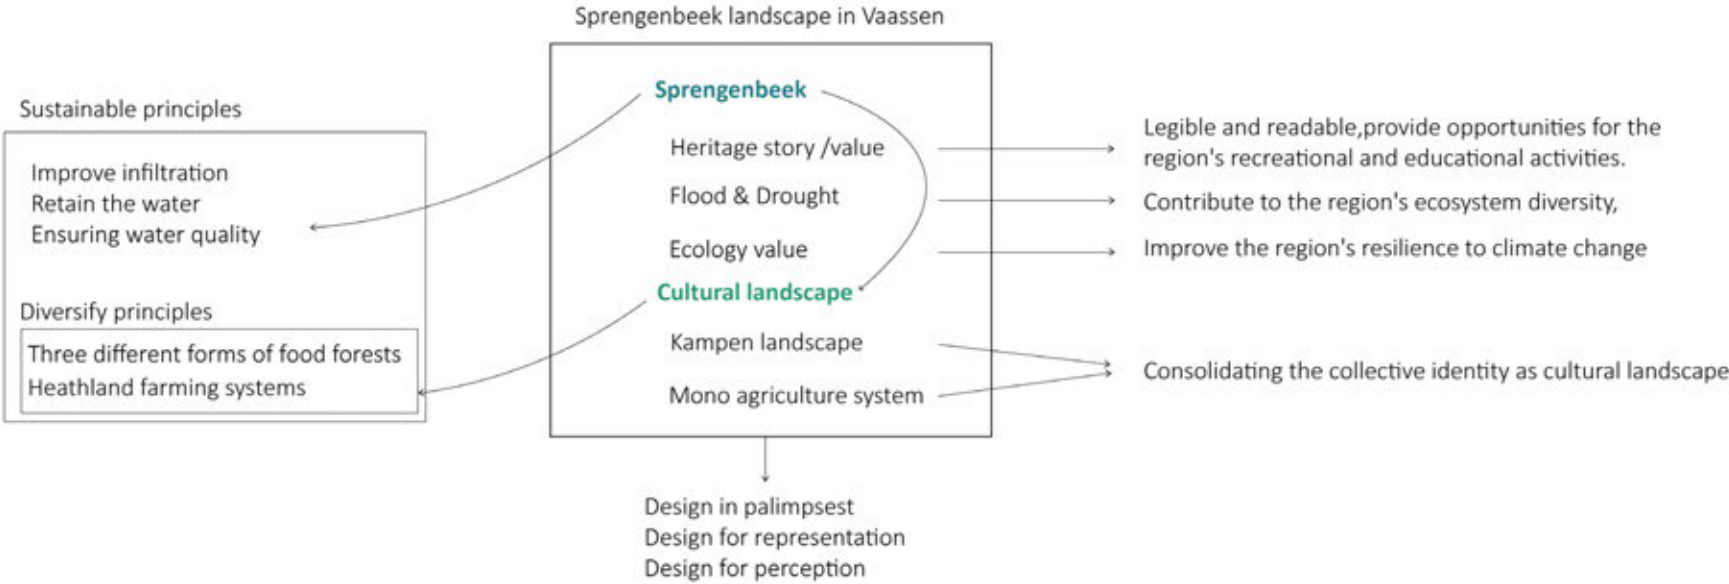 Sprengenbeek landscape in Vaassen
Sustainable principles
Improve infiltration
Retain the water
Ensuring water quality
Diversify principles
Three different forms of food forests
Heathland farming systems
Sprengenbeek
Heritage story /value
Flood & Drought
Ecology value
Cultural landscape
Kampen landscape
Mono agriculture system
Legible and readable,provide opportunities for the
region's recreational and educational activities.
Contribute to the region's ecosystem diversity,
Improve the region's resilience to climate change
Consolidating the collective identity as cultural landscape
Design in palimpsest
Design for representation
Design for perception